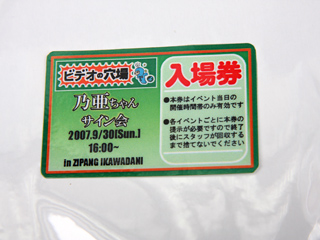 ビデオの穴場
乃亜ちゃん
サイン会
2007.9/30[Sun.]
16:00~
in ZIPANG IKAWADANI
入場券
●本券はイベント当日の
開催時間帯のみ有効です
●各イベントごとに本券の
提示が必要ですので終了
後にスタッフが回収する
まで捨てないでください